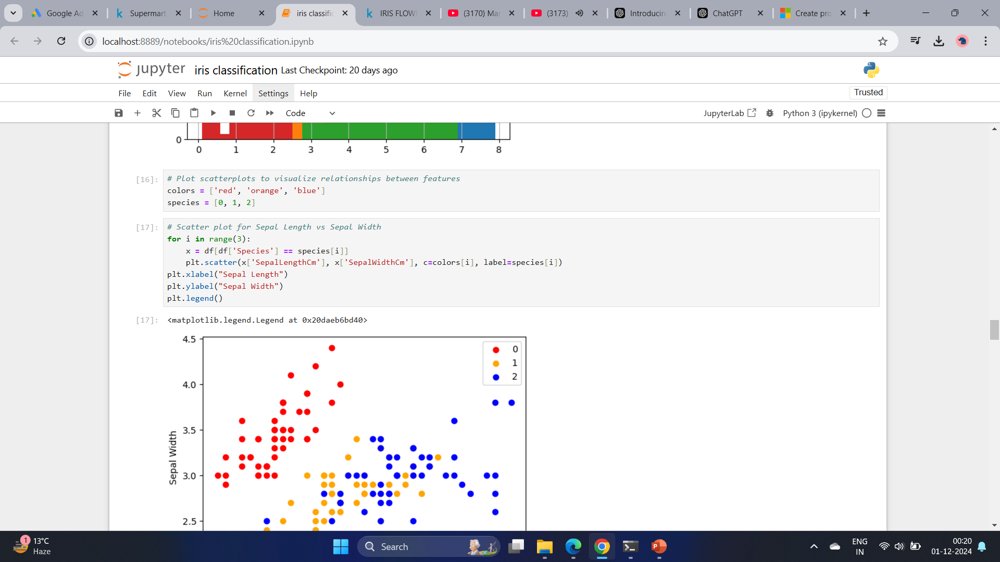 Google Ad
Supermart
Home
iris classific
IRIS FLOW
(3170) Mar
(3173)
Introducin
ChatGPT
Create pro
localhost:8889/notebooks/iris%20classification.ipynb
jupyter iris classification Last Checkpoint: 20 days ago
File Edit View Run Kernel Settings Help
Trusted
Code
JupyterLab
Python 3 (ipykernel)
0
0 1 2 3 4 5 6 7 8
[16]:
# Plot scatterplots to visualize relationships between features
colors = ['red', 'orange', 'blue']
species = [0, 1, 2]
[17]:
# Scatter plot for Sepal Length vs Sepal Width
for i in range(3):
    x = df[df['Species'] == species[i]]
    plt.scatter(x['SepalLengthCm'], x['SepalWidthCm'], c=colors[i], label=species[i])
plt.xlabel("Sepal Length")
plt.ylabel("Sepal Width")
plt.legend()
[17]: <matplotlib.legend.Legend at 0x20daeb6bd40>
4.5
4.0
3.5
3.0
2.5
Sepal Width
0
1
2
1
13°C
Haze
Search
ENG
IN
00:20
01-12-2024